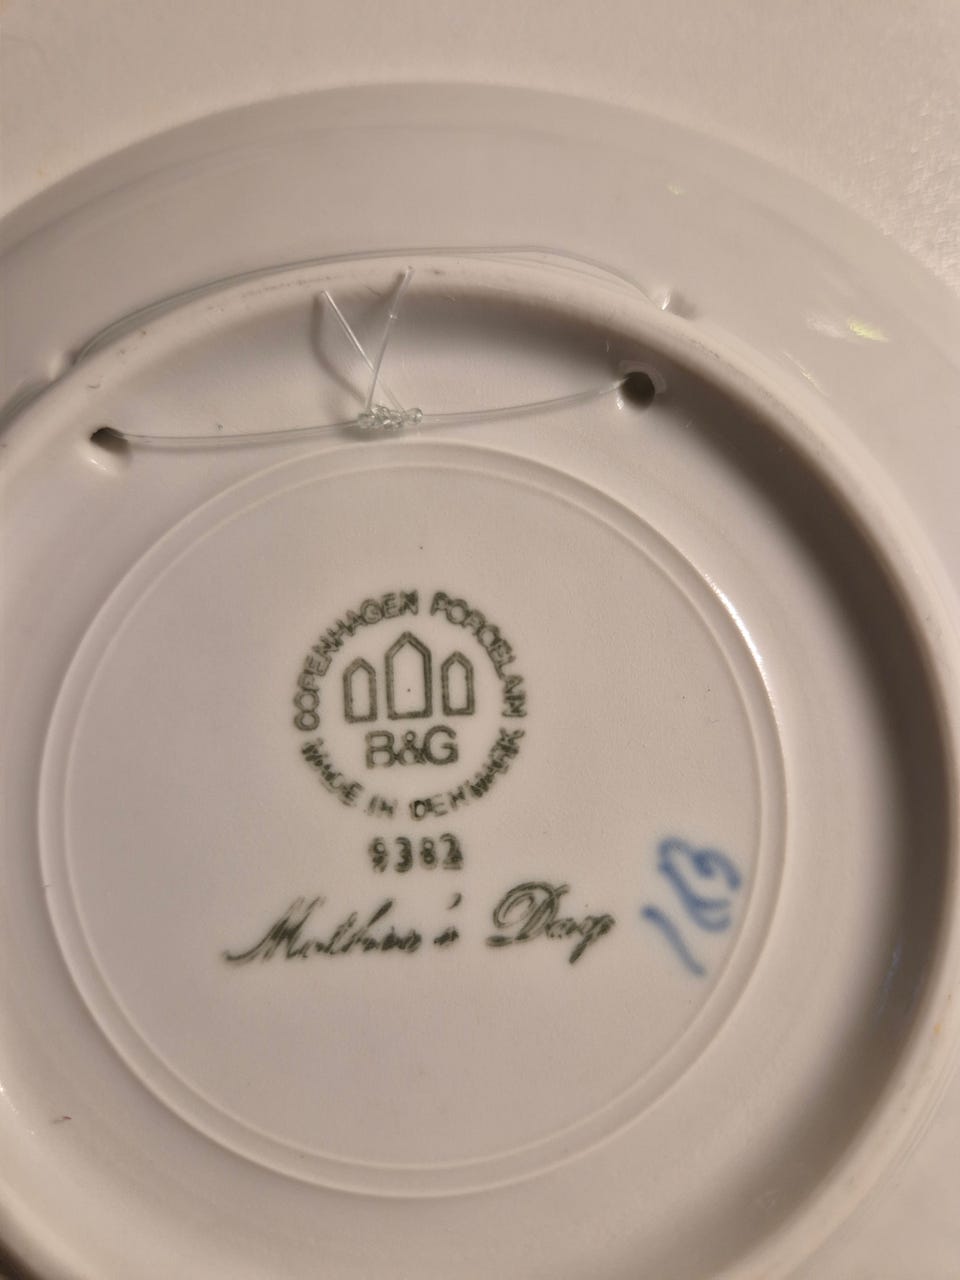 COPENHAGEN PORCELAIN
B&G
MADE IN DENMARK
9382
Mother's Day